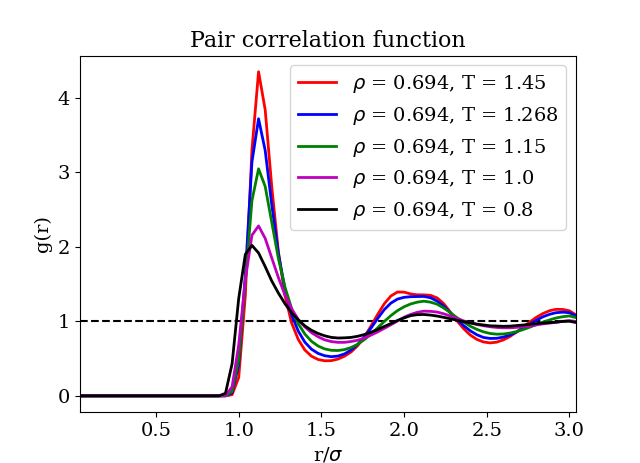 Pair correlation function
ρ = 0.694, T = 1.45
ρ = 0.694, T = 1.268
ρ = 0.694, T = 1.15
ρ = 0.694, T = 1.0
ρ = 0.694, T = 0.8
g(r)
4
3
2
1
0
0.5 1.0 1.5 2.0 2.5 3.0
r/σ